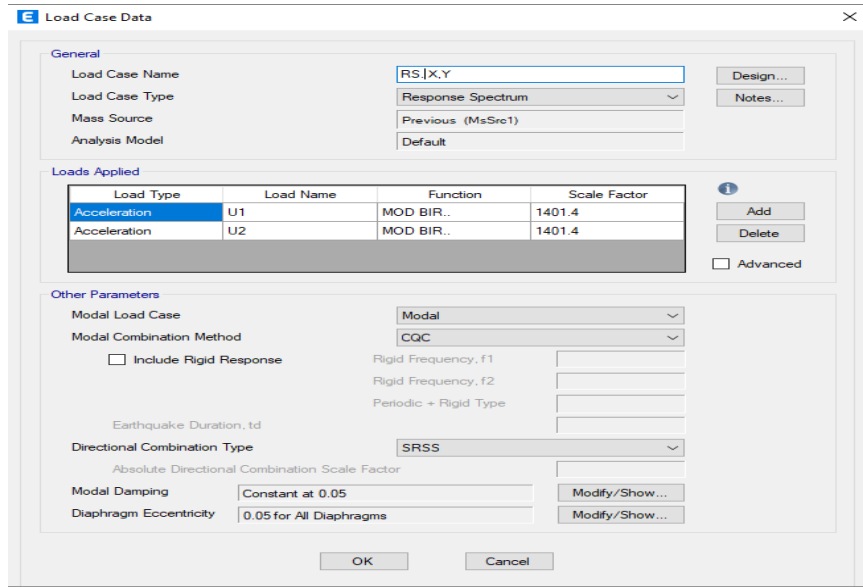 E Load Case Data
General
Load Case Name RS. X,Y Design...
Load Case Type Response Spectrum Notes...
Mass Source Previous (MsSrc1)
Analysis Model Default
Loads Applied
Load Type Load Name Function Scale Factor
Acceleration U1 MOD BIR.. 1401.4 Add
Acceleration U2 MOD BIR.. 1401.4 Delete
Advanced
Other Parameters
Modal Load Case Modal
Modal Combination Method CQC
Include Rigid Response Rigid Frequency, f1
Rigid Frequency, f2
Periodic + Rigid Type
Earthquake Duration, td
Directional Combination Type SRSS
Absolute Directional Combination Scale Factor
Modal Damping Constant at 0.05 Modify/Show...
Diaphragm Eccentricity 0.05 for All Diaphragms Modify/Show...
OK Cancel